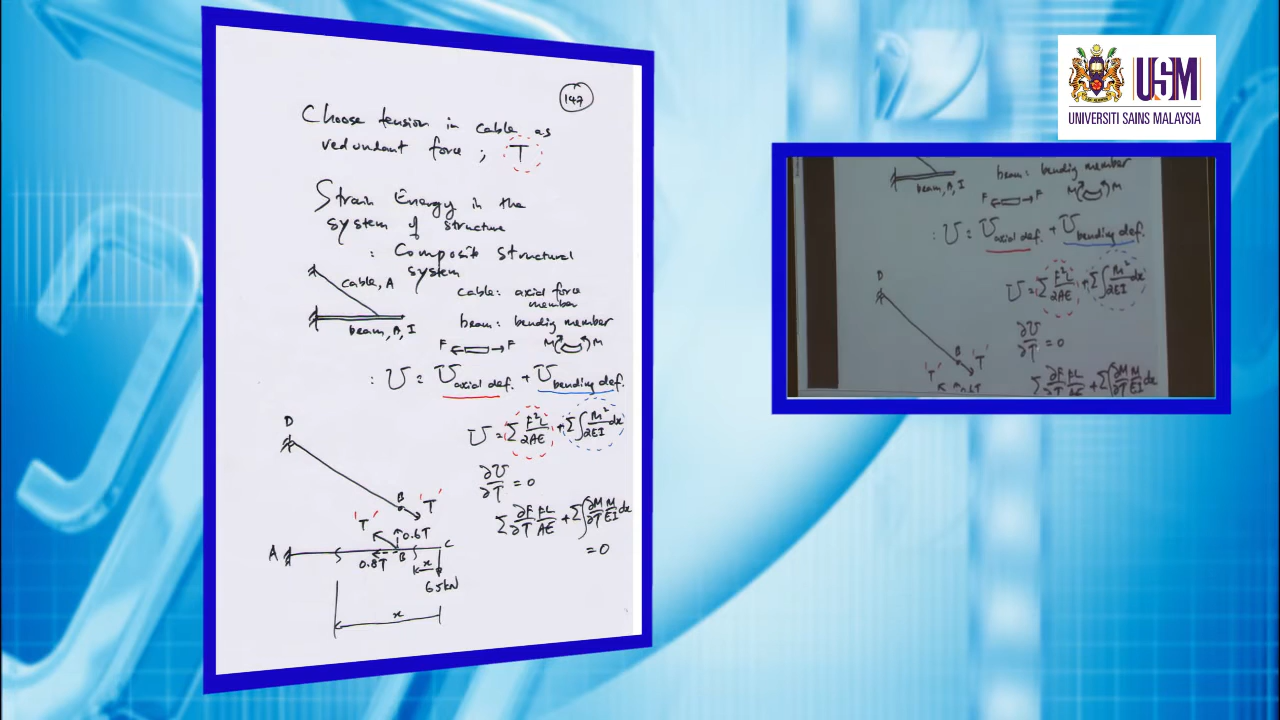 147
Choose tension in cable as
redundant force ; T
Strain Energy in the
system of structure
: Composite structural
system
cable, A
beam, A, I
cable: axial force
member
beam: bending member
F F M M
: U = U axial def. + U bending def.
U = Σ F²L/2AE + Σ∫ M²/2EI dx
∂U/∂T = 0
Σ ∂F/∂T FL/AE + Σ∫ ∂M/∂T M/EI dx
= 0
D
B 'T'
'T' 0.6T
A B C
0.8T x
65kN
x
USM
UNIVERSITI SAINS MALAYSIA
beam: bending member
beam, A, I
F F M M
: U = U axial def. + U bending def.
D
U = Σ F²L/2AE + Σ∫ M²/2EI dx
∂U/∂T = 0
B 'T'
'T' 0.6T
Σ ∂F/∂T FL/AE + Σ∫ ∂M/∂T M/EI dx